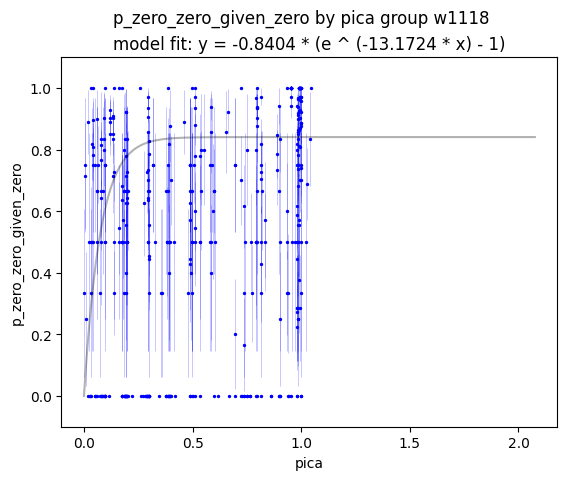 p_zero_zero_given_zero by pica group w1118
model fit: y = -0.8404 * (e ^ (-13.1724 * x) - 1)
1.0
0.8
0.6
0.4
0.2
0.0
p_zero_zero_given_zero
0.0 0.5 1.0 1.5 2.0
pica